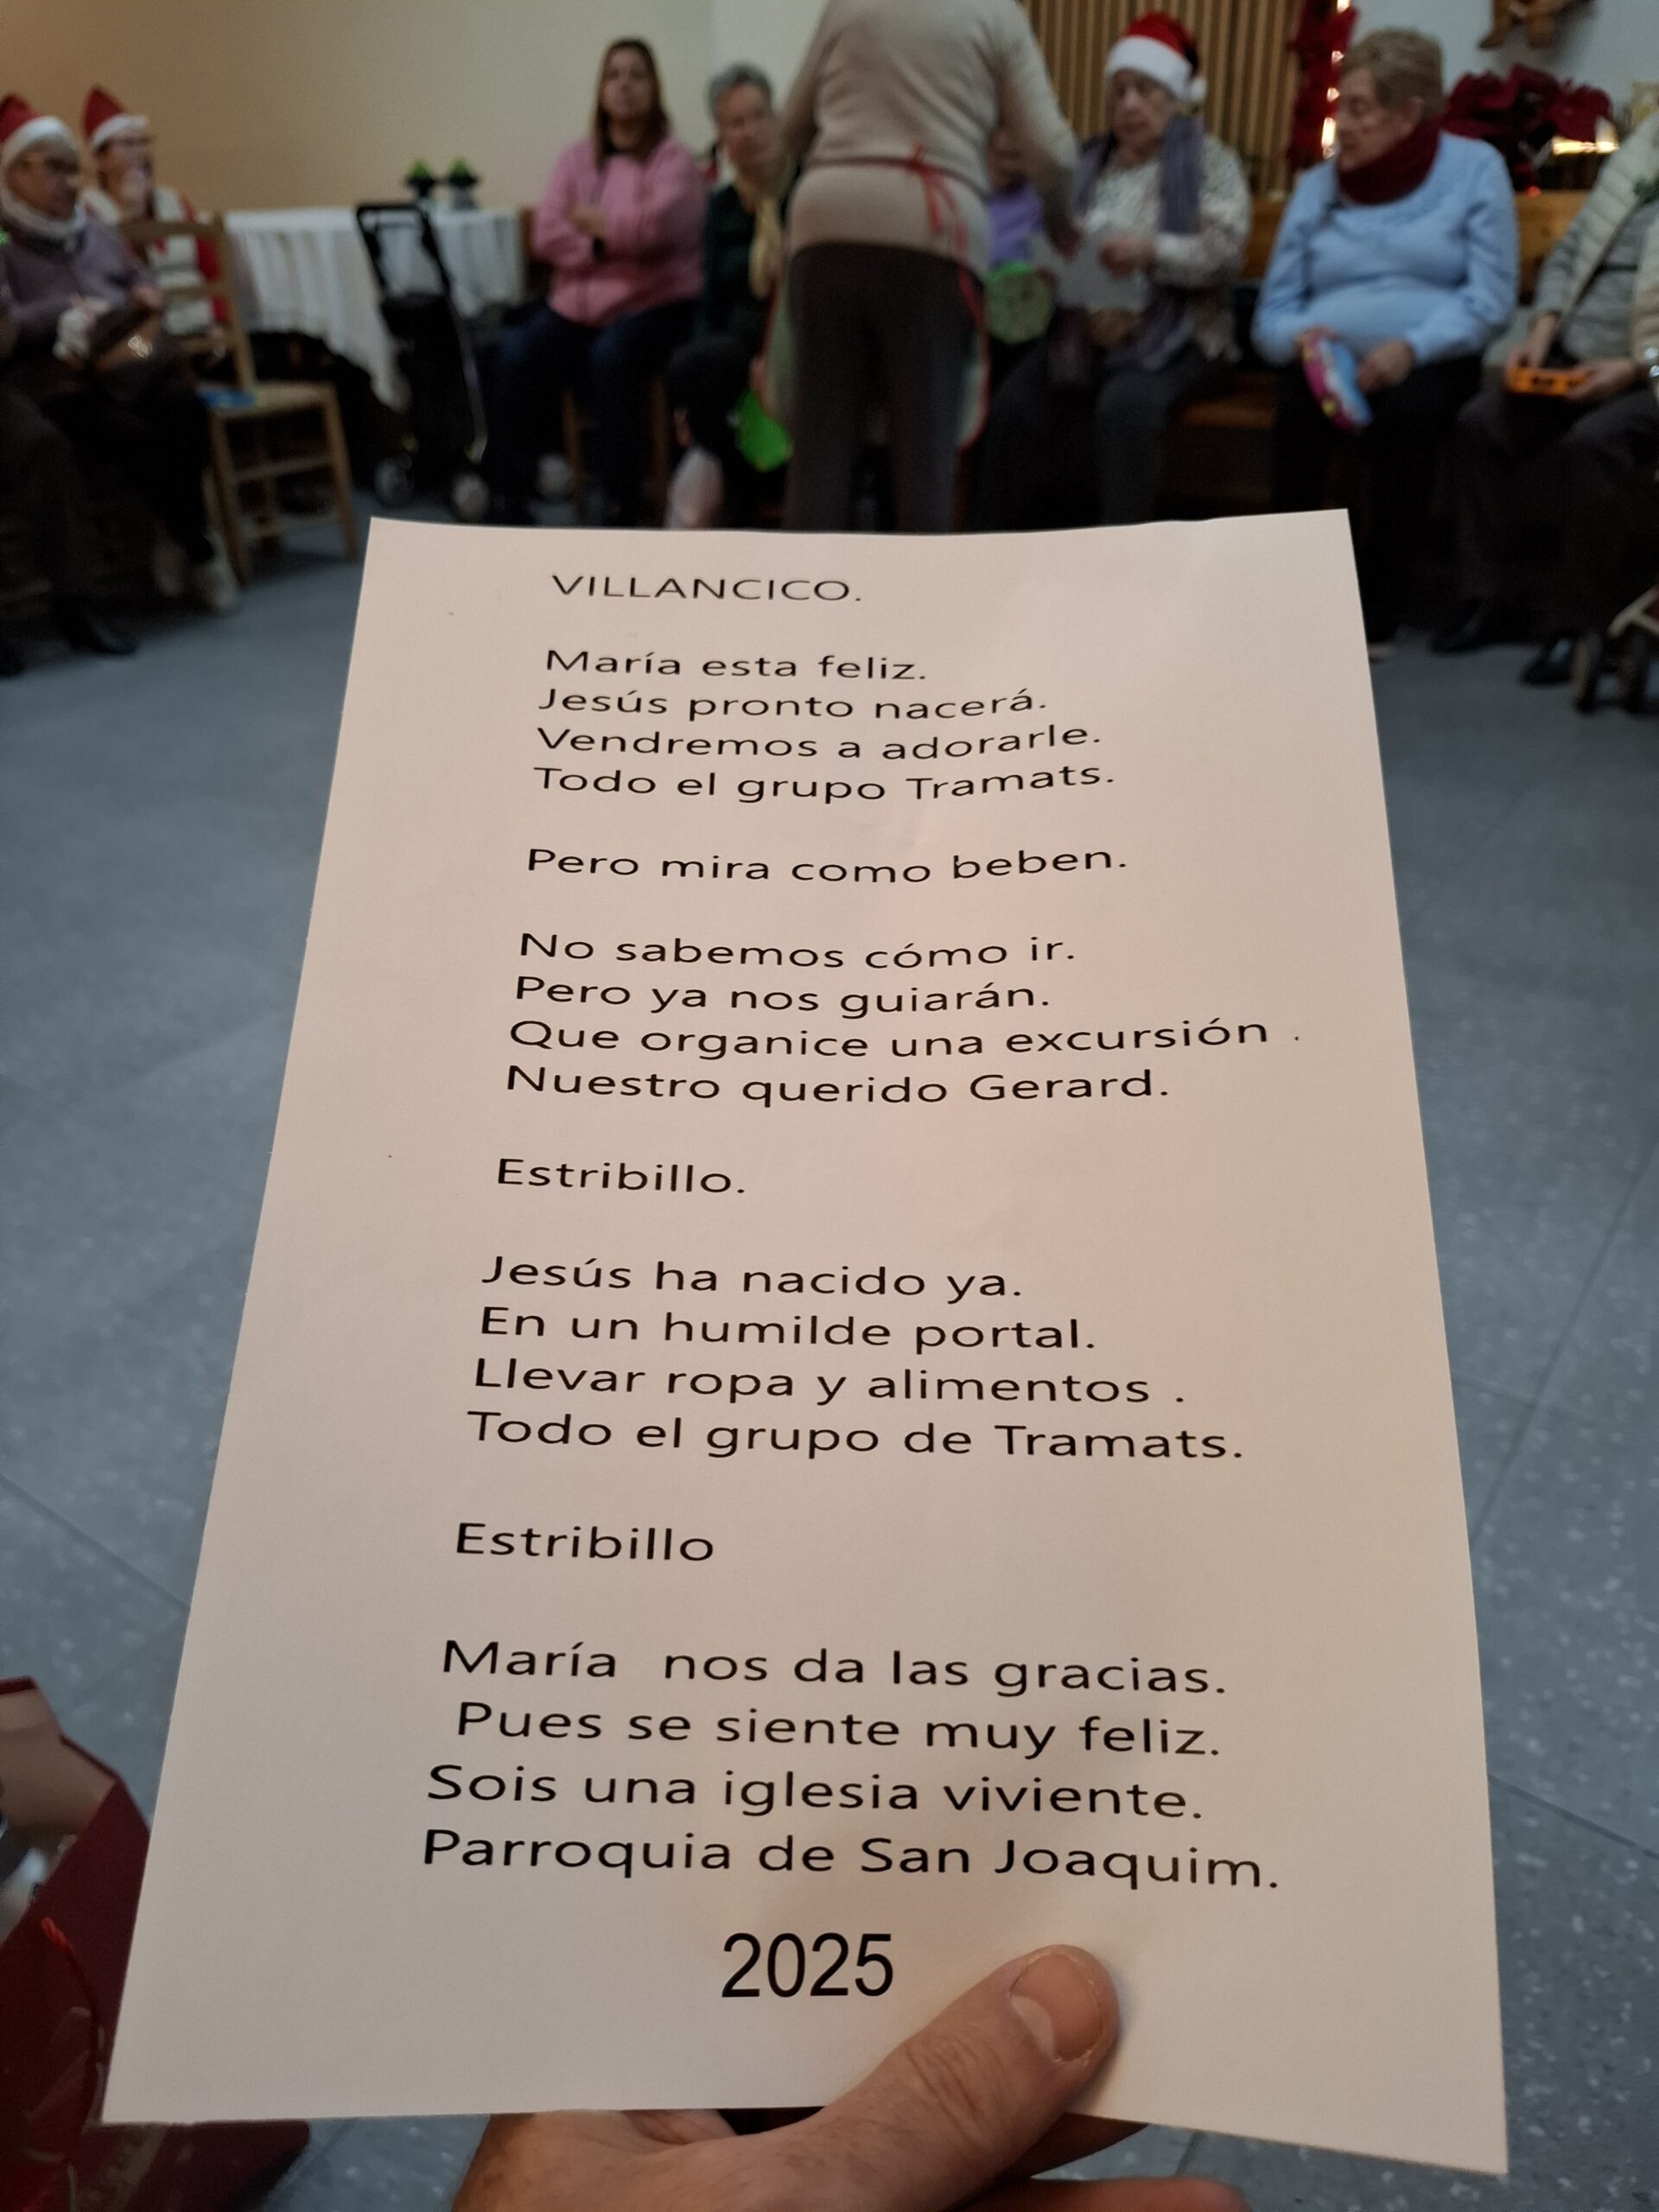 VILLANCICO.
María esta feliz.
Jesús pronto nacerá.
Vendremos a adorarle.
Todo el grupo Tramats.
Pero mira como beben.
No sabemos cómo ir.
Pero ya nos guiarán.
Que organice una excursión .
Nuestro querido Gerard.
Estribillo.
Jesús ha nacido ya.
En un humilde portal.
Llevar ropa y alimentos .
Todo el grupo de Tramats.
Estribillo
María  nos da las gracias.
Pues se siente muy feliz.
Sois una iglesia viviente.
Parroquia de San Joaquim.
2025